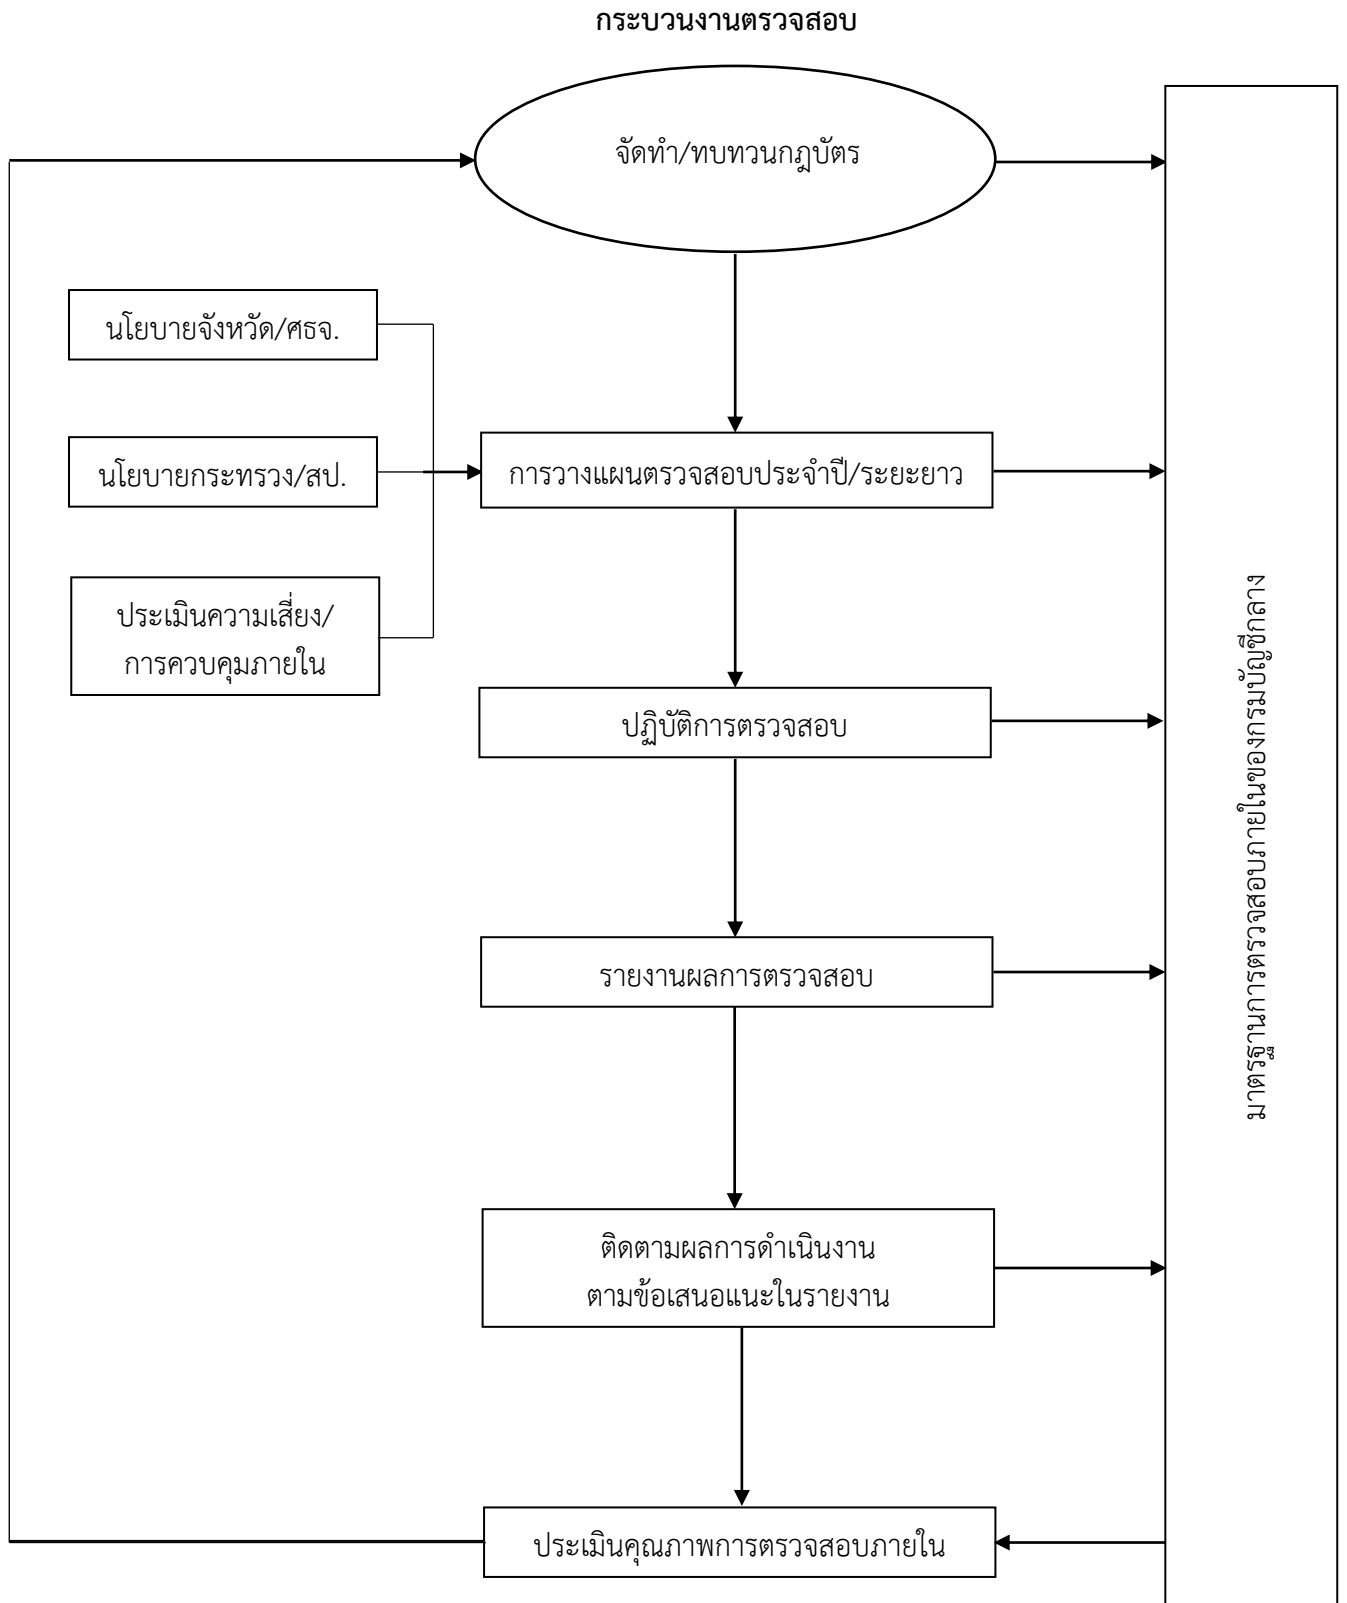 กระบวนงานตรวจสอบ
จัดทำ/ทบทวนกฎบัตร
นโยบายจังหวัด/ศธจ.
นโยบายกระทรวง/สป.
การวางแผนตรวจสอบประจำปี/ระยะยาว
ประเมินความเสี่ยง/
การควบคุมภายใน
ปฏิบัติการตรวจสอบ
รายงานผลการตรวจสอบ
ติดตามผลการดำเนินงาน
ตามข้อเสนอแนะในรายงาน
ประเมินคุณภาพการตรวจสอบภายใน
มาตรฐานการตรวจสอบภายในของกรมบัญชีกลาง